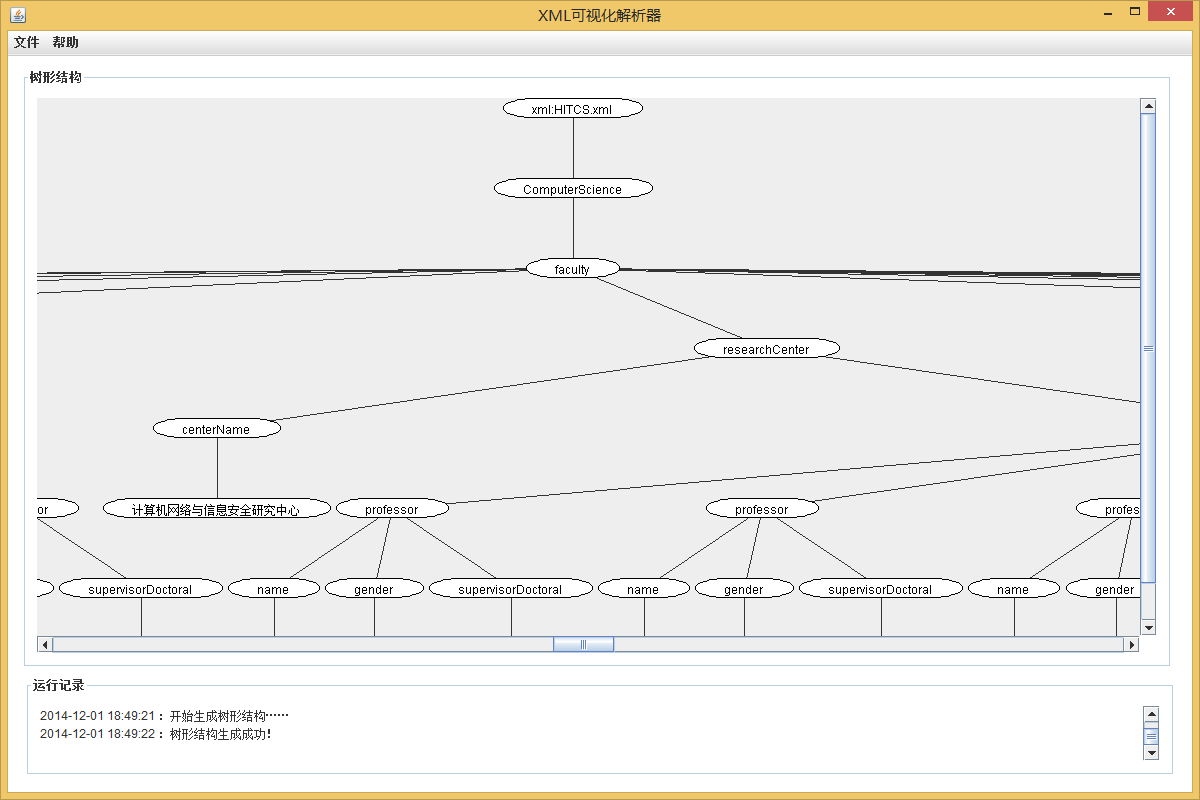 XML可视化解析器
文件 帮助
树形结构
xml:HITCS.xml
ComputerScience
faculty
researchCenter
centerName
or 计算机网络与信息安全研究中心 professor professor profes
supervisorDoctoral name gender supervisorDoctoral name gender supervisorDoctoral name gender
运行记录
2014-12-01 18:49:21 : 开始生成树形结构……
2014-12-01 18:49:22 : 树形结构生成成功!